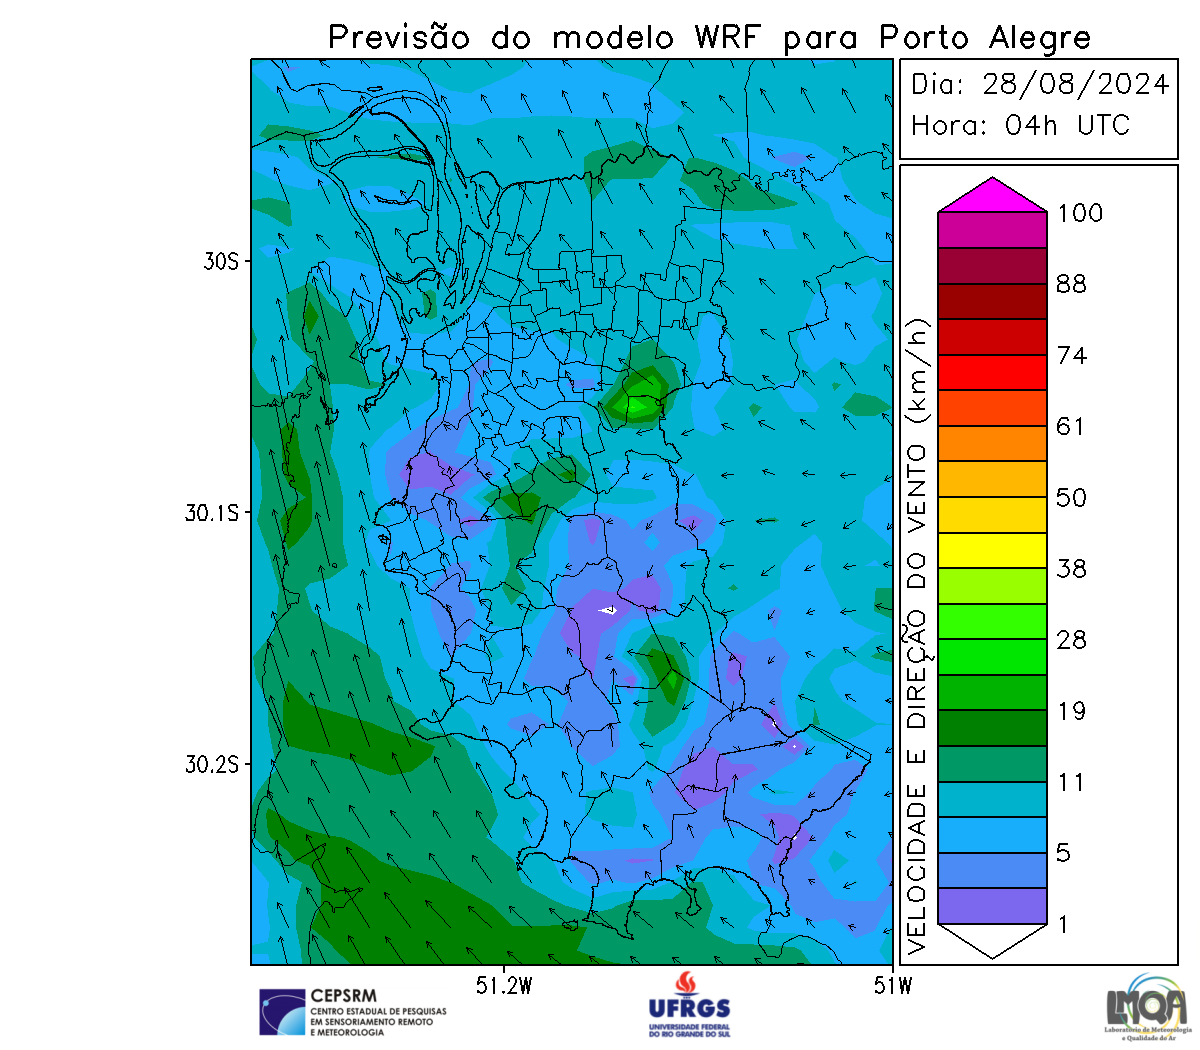 Previsão do modelo WRF para Porto Alegre
Dia: 28/08/2024
Hora: 04h UTC
30S
30.1S
30.2S
51.2W
51W
VELOCIDADE E DIREÇÃO DO VENTO (km/h)
100
88
74
61
50
38
28
19
11
5
1
CEPSRM
CENTRO ESTADUAL DE PESQUISAS
EM SENSORIAMENTO REMOTO
E METEOROLOGIA
UFRGS
UNIVERSIDADE FEDERAL
DO RIO GRANDE DO SUL
LMQA
Laboratório de Meteorologia
e Qualidade do Ar